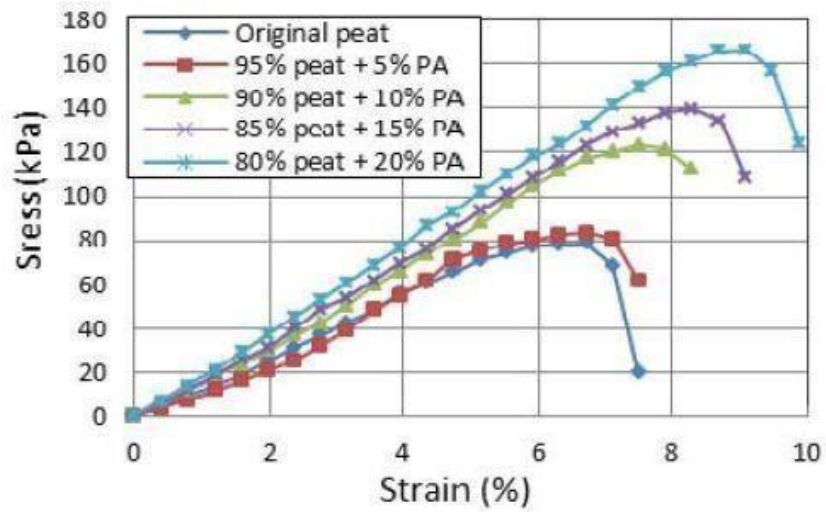 180
160
140
120
100
80
60
40
20
0
Sress (kPa)
Original peat
95% peat + 5% PA
90% peat + 10% PA
85% peat + 15% PA
80% peat + 20% PA
0 2 4 6 8 10
Strain (%)